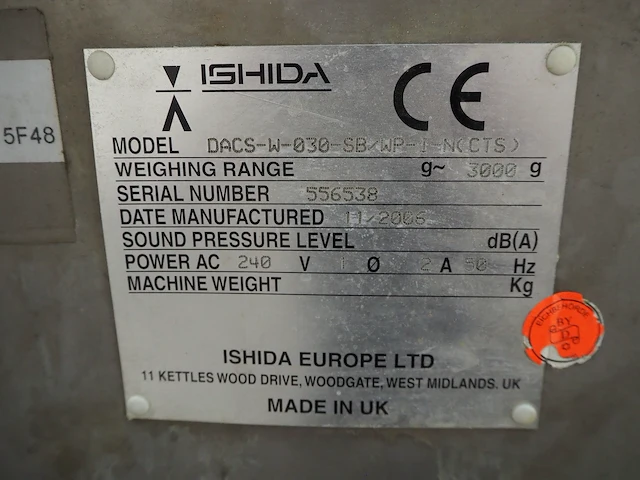 ISHIDA CE
5F48
MODEL DACS-W-030-SB/WP-I-N(CTS)
WEIGHING RANGE g~ 3000 g
SERIAL NUMBER 556538
DATE MANUFACTURED 11/2006
SOUND PRESSURE LEVEL dB(A)
POWER AC 240 V 1 Ø 2 A 50 Hz
MACHINE WEIGHT Kg
BY
ISHIDA EUROPE LTD
11 KETTLES WOOD DRIVE, WOODGATE, WEST MIDLANDS. UK
MADE IN UK